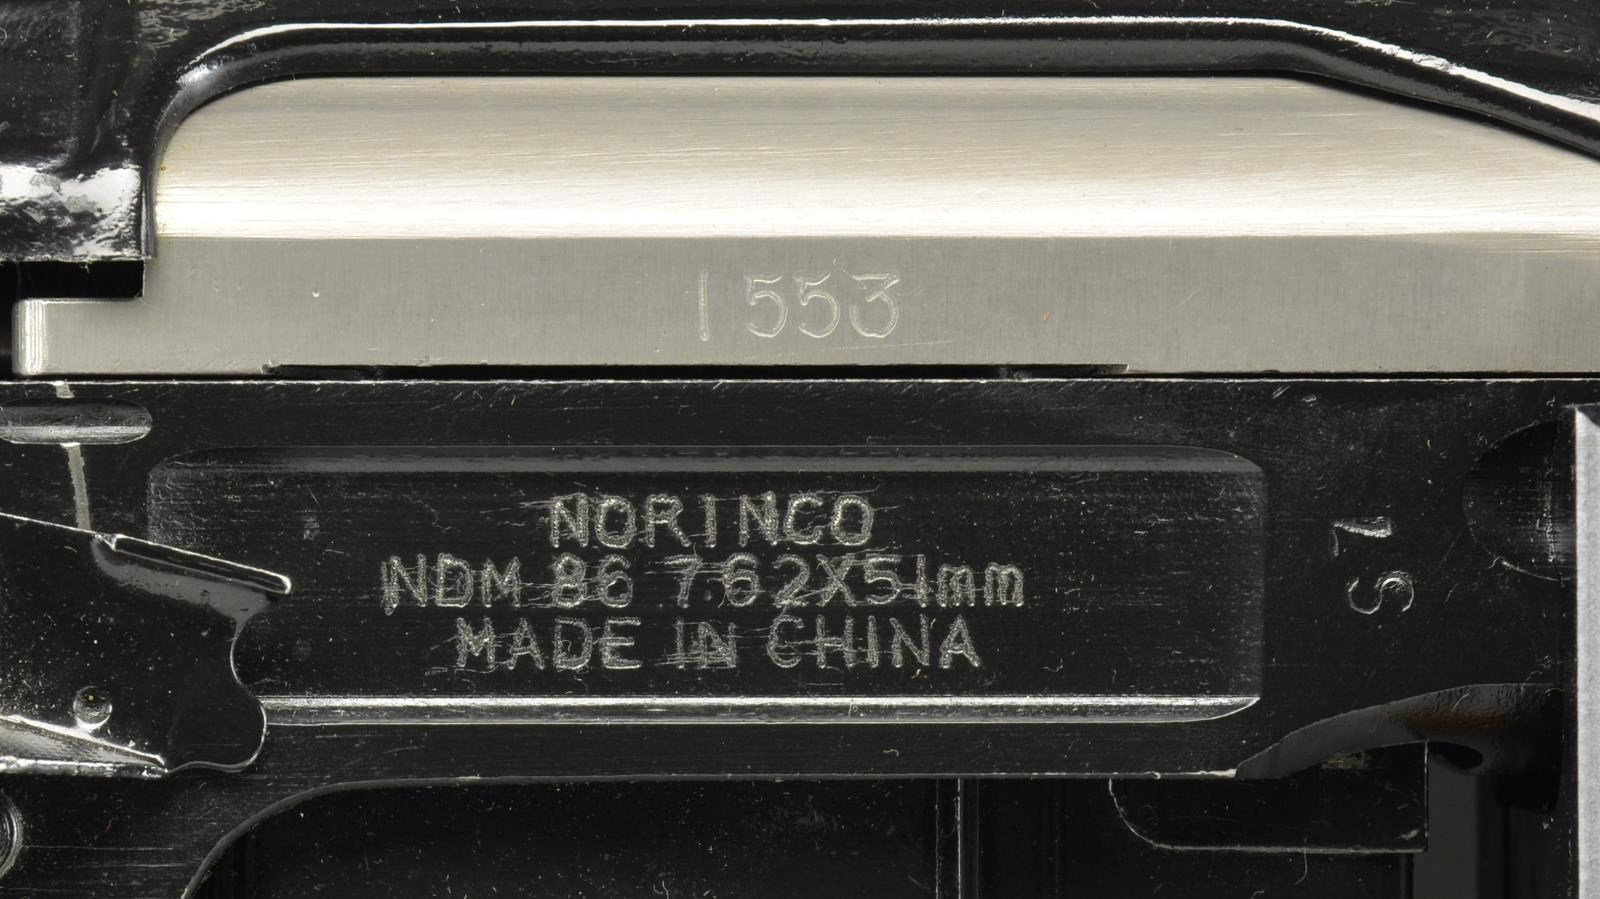 1553
NORINCO
NDM 86 7.62X51mm
MADE IN CHINA